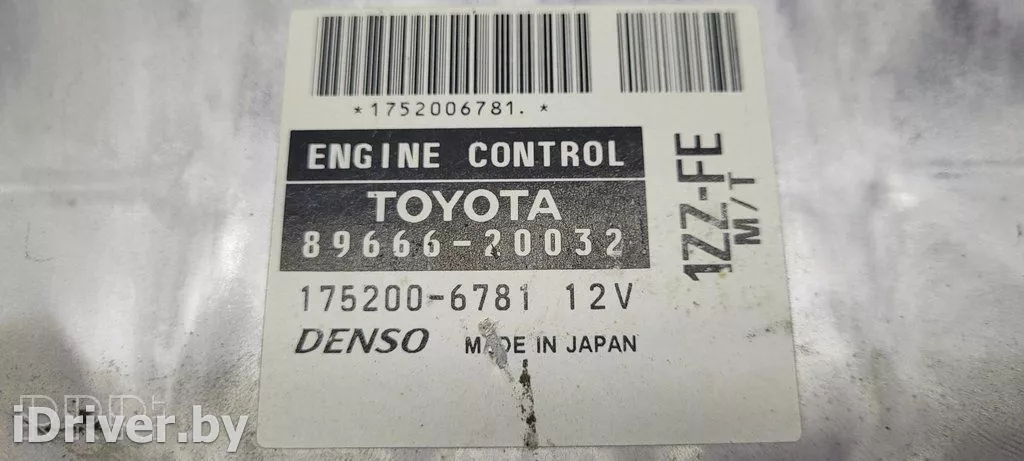 *1752006781.*
ENGINE CONTROL
TOYOTA
89666-20032
175200-6781 12V
DENSO MADE IN JAPAN
1ZZ-FE
M/T
iDriver.by